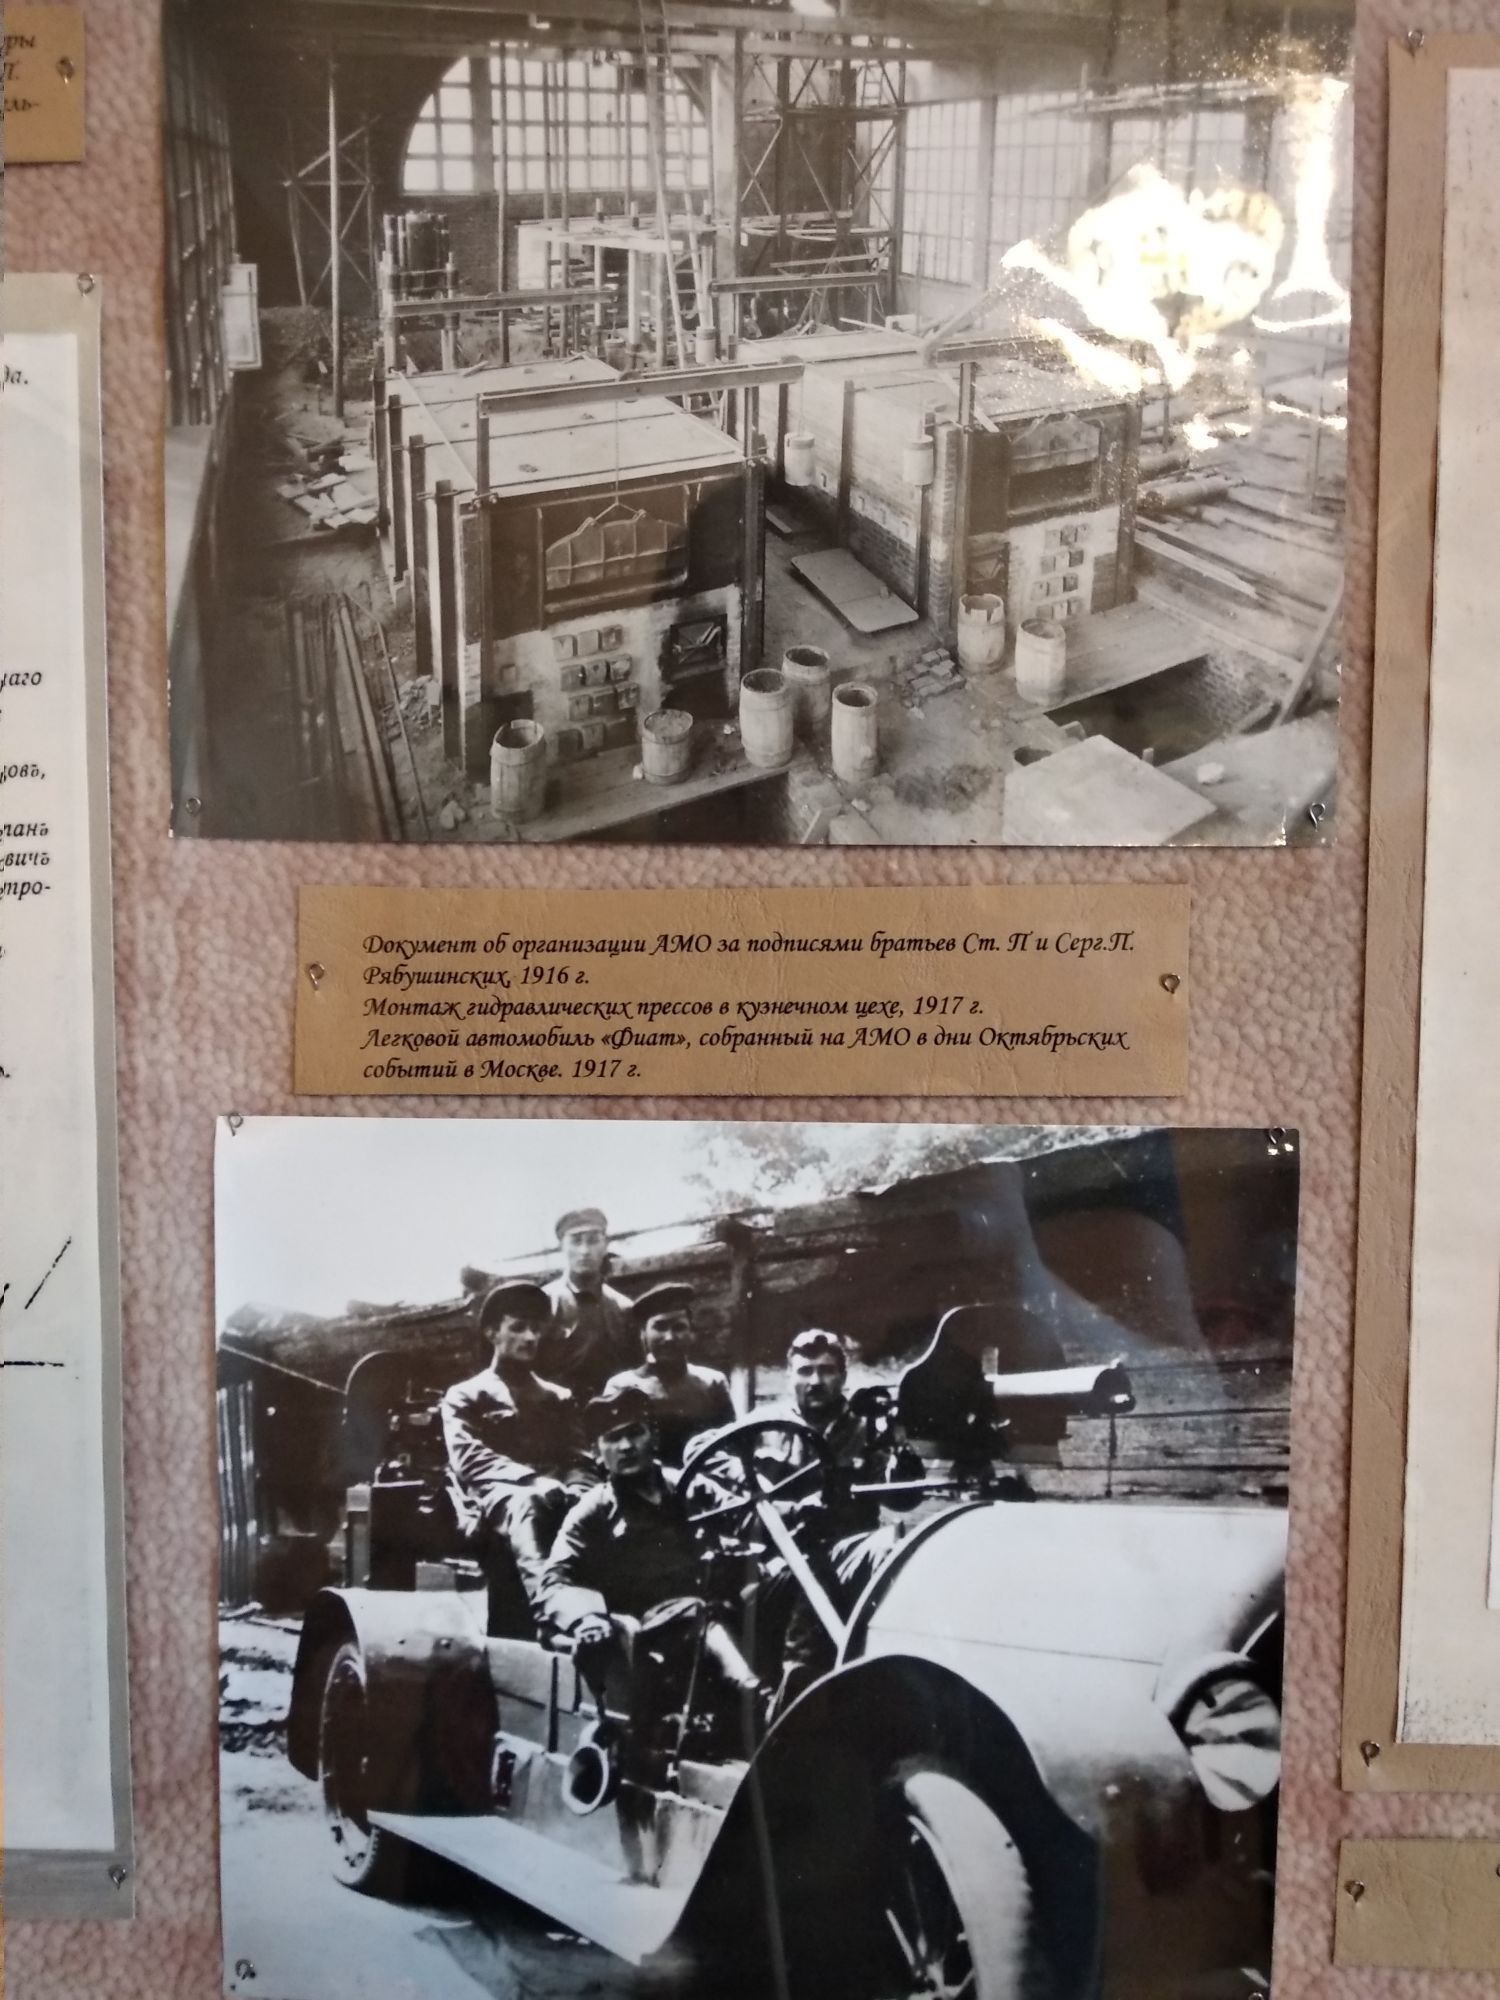 Документ об организации АМО за подписями братьев Ст. П и Серг.П.
Рябушинских, 1916 г.
Монтаж гидравлических прессов в кузнечном цехе, 1917 г.
Легковой автомобиль «Фиат», собранный на АМО в дни Октябрьских
событий в Москве. 1917 г.